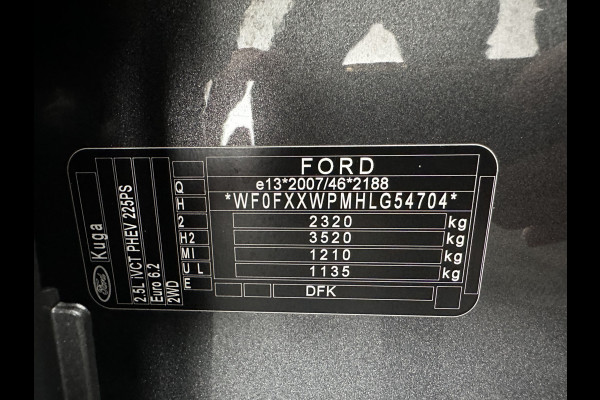 FORD
e13*2007/46*2188
*WF0FXXWPMHLG54704*
2320 kg
3520 kg
1210 kg
1135 kg
DFK
Q
H
2
H2
MI
U L
E
Ford
Kuga
2.5L iVCT PHEV 225PS
Euro 6.2
2WD